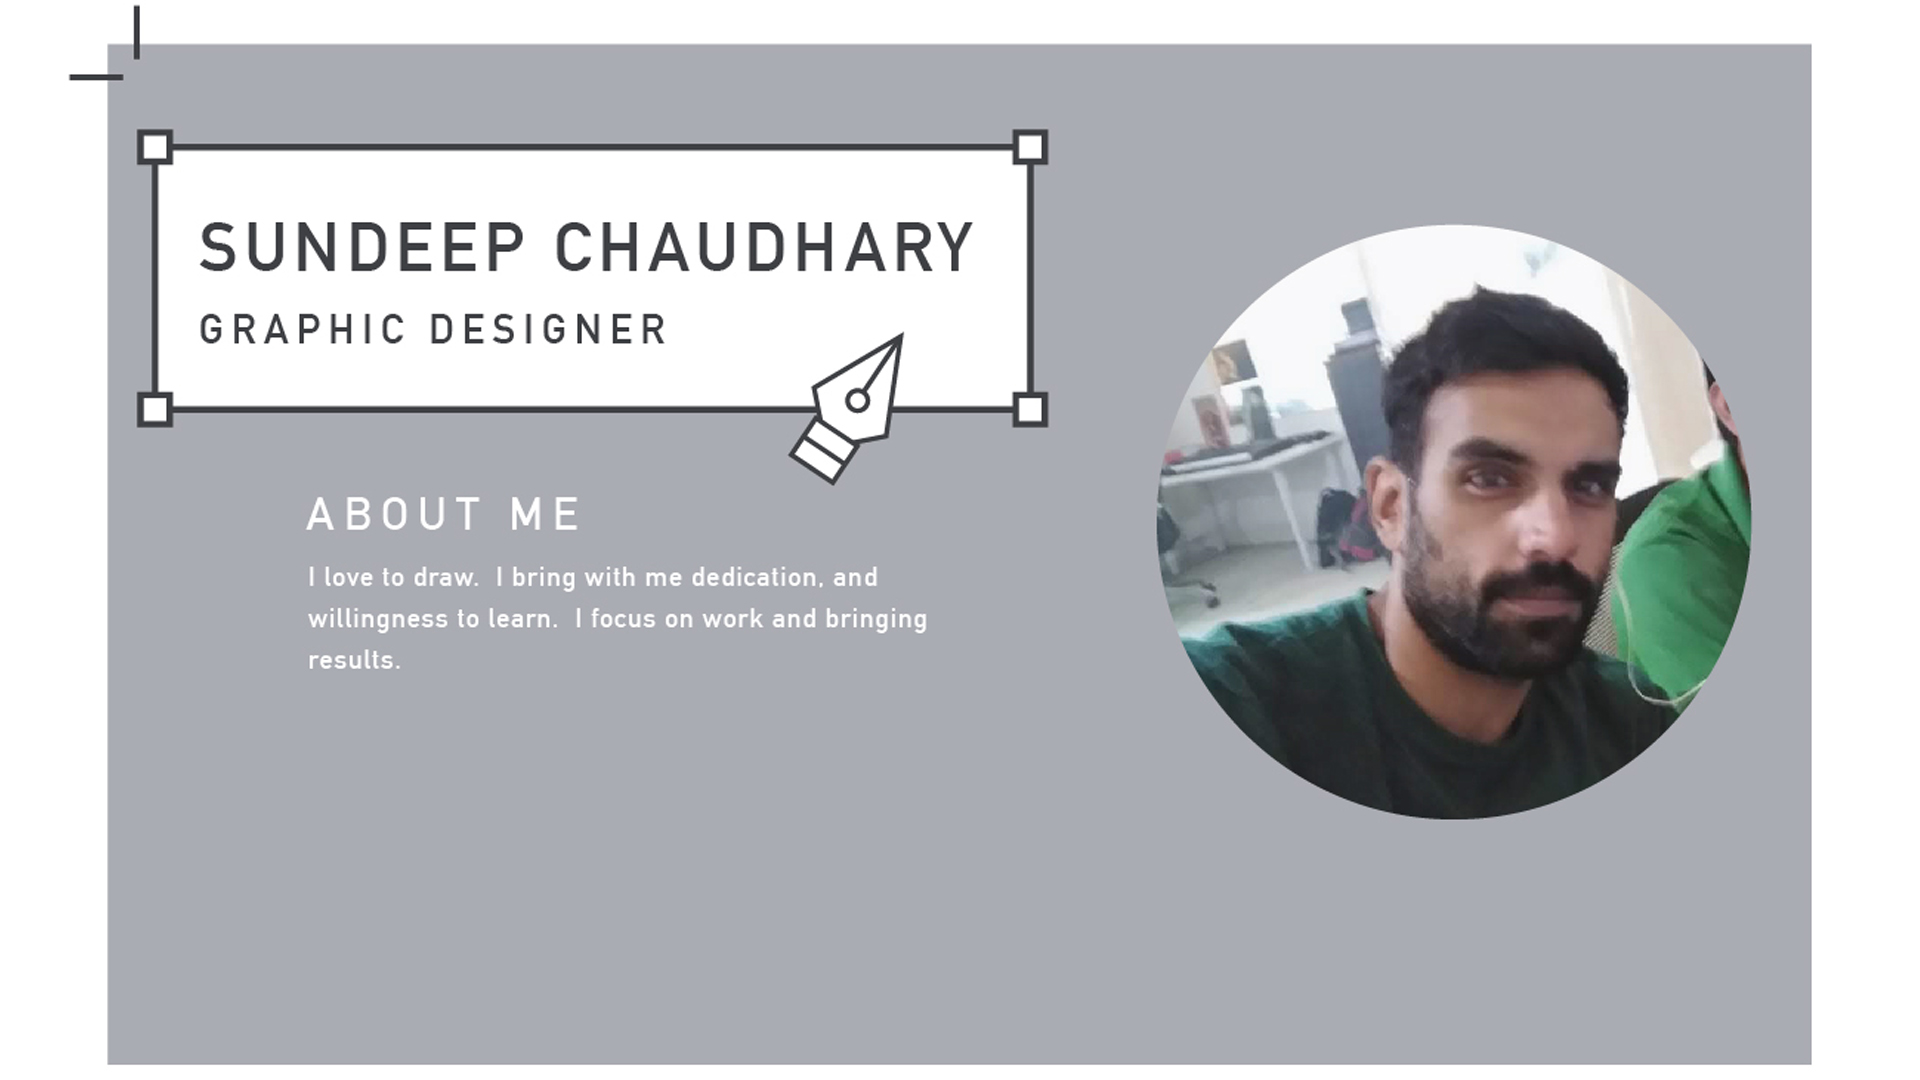 SUNDEEP CHAUDHARY
GRAPHIC DESIGNER
ABOUT ME
I love to draw.  I bring with me dedication, and
willingness to learn.  I focus on work and bringing
results.